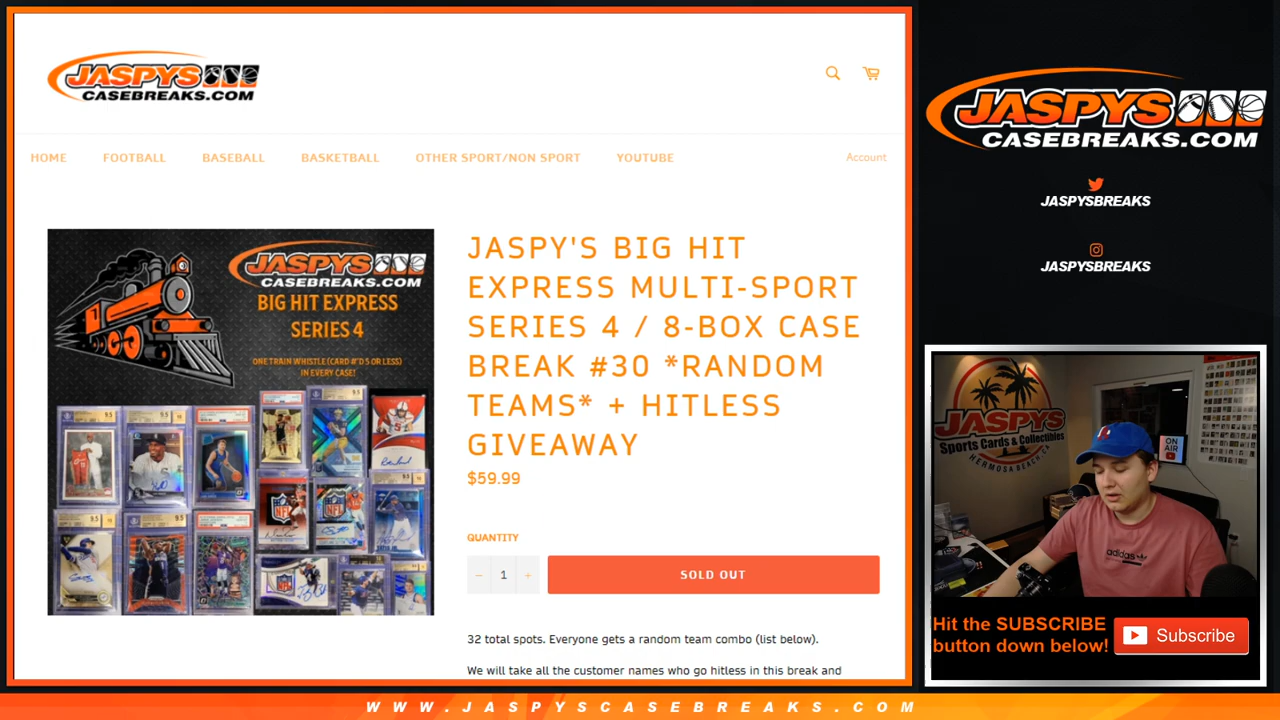 JASPYS
CASEBREAKS.COM
HOME
FOOTBALL
BASEBALL
BASKETBALL
OTHER SPORT/NON SPORT
YOUTUBE
Account
JASPYS
CASEBREAKS.COM
BIG HIT EXPRESS
SERIES 4
ONE TRAIN WHISTLE (CARD #'D 5 OR LESS)
IN EVERY CASE!
JASPY'S BIG HIT
EXPRESS MULTI-SPORT
SERIES 4 / 8-BOX CASE
BREAK #30 *RANDOM
TEAMS* + HITLESS
GIVEAWAY
$59.99
QUANTITY
− 1 +
SOLD OUT
32 total spots. Everyone gets a random team combo (list below).
We will take all the customer names who go hitless in this break and
JASPYS
CASEBREAKS.COM
JASPYSBREAKS
JASPYSBREAKS
JASPYS
Sports Cards & Collectibles
HERMOSA BEACH, CA
ON AIR
adidas
Hit the SUBSCRIBE
button down below!
Subscribe
WWW.JASPYSCASEBREAKS.COM